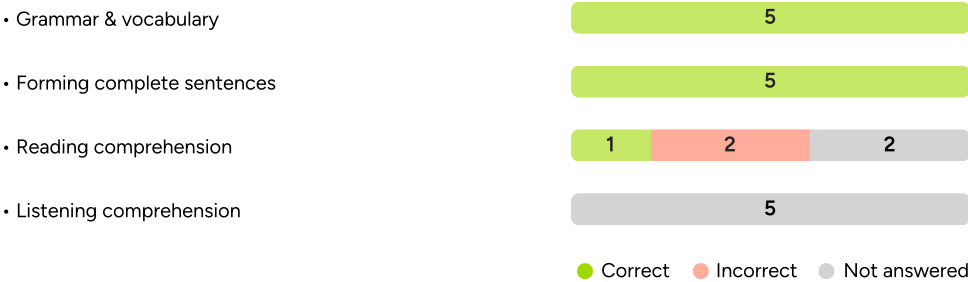 • Grammar & vocabulary 5
• Forming complete sentences 5
• Reading comprehension 1 2 2
• Listening comprehension 5
Correct Incorrect Not answered